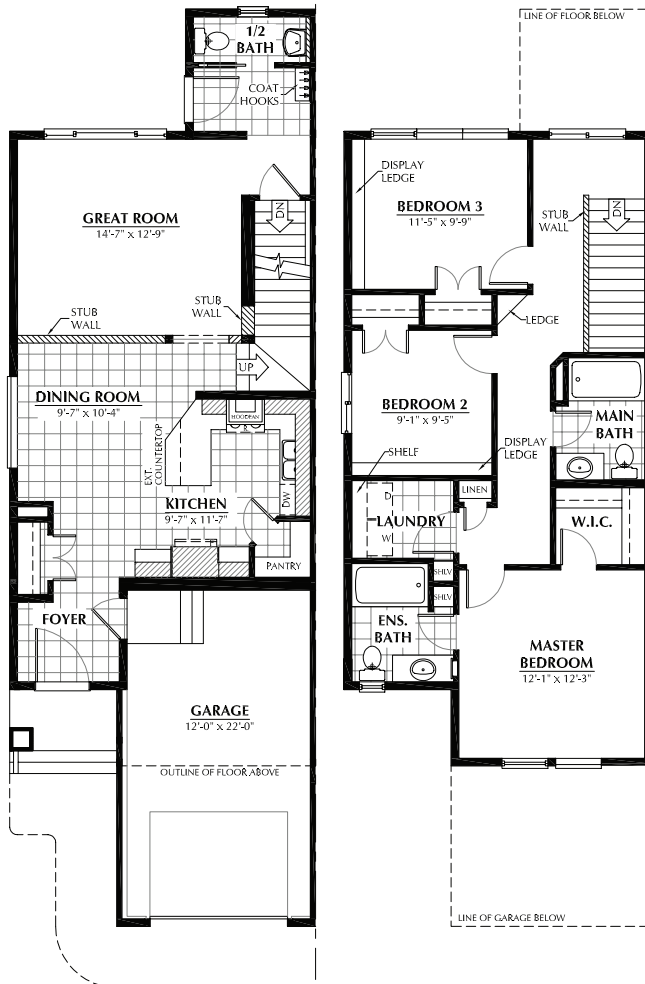 1/2
BATH
COAT
HOOKS
DN
GREAT ROOM
14'-7" x 12'-9"
STUB
WALL
STUB
WALL
UP
DINING ROOM
9'-7" x 10'-4"
HOODFAN
EXT.
COUNTERTOP
DW
KITCHEN
9'-7" x 11'-7"
PANTRY
FOYER
GARAGE
12'-0" x 22'-0"
OUTLINE OF FLOOR ABOVE
LINE OF FLOOR BELOW
DISPLAY
LEDGE
BEDROOM 3
11'-5" x 9'-9"
STUB
WALL
DN
LEDGE
BEDROOM 2
9'-1" x 9'-5"
MAIN
BATH
DISPLAY
LEDGE
SHELF
D
LAUNDRY
W
LINEN
W.I.C.
SHLV
SHLV
ENS.
BATH
MASTER
BEDROOM
12'-1" x 12'-3"
LINE OF GARAGE BELOW